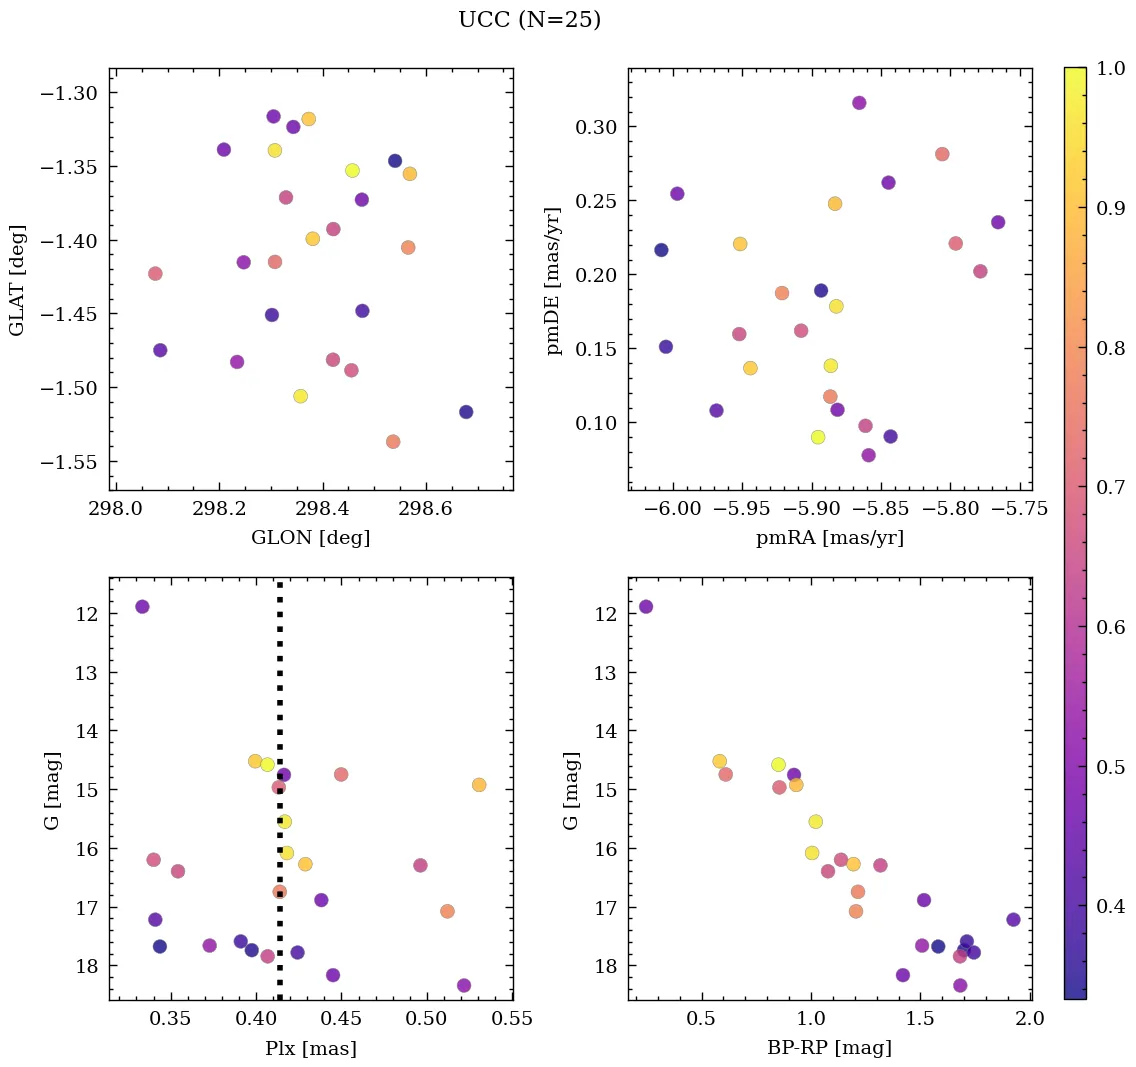 UCC (N=25)
−1.30
−1.35
−1.40
−1.45
−1.50
−1.55
GLAT [deg]
298.0 298.2 298.4 298.6
GLON [deg]
0.30
0.25
0.20
0.15
0.10
pmDE [mas/yr]
−6.00 −5.95 −5.90 −5.85 −5.80 −5.75
pmRA [mas/yr]
12
13
14
15
16
17
18
G [mag]
0.35 0.40 0.45 0.50 0.55
Plx [mas]
12
13
14
15
16
17
18
G [mag]
0.5 1.0 1.5 2.0
BP-RP [mag]
1.0
0.9
0.8
0.7
0.6
0.5
0.4